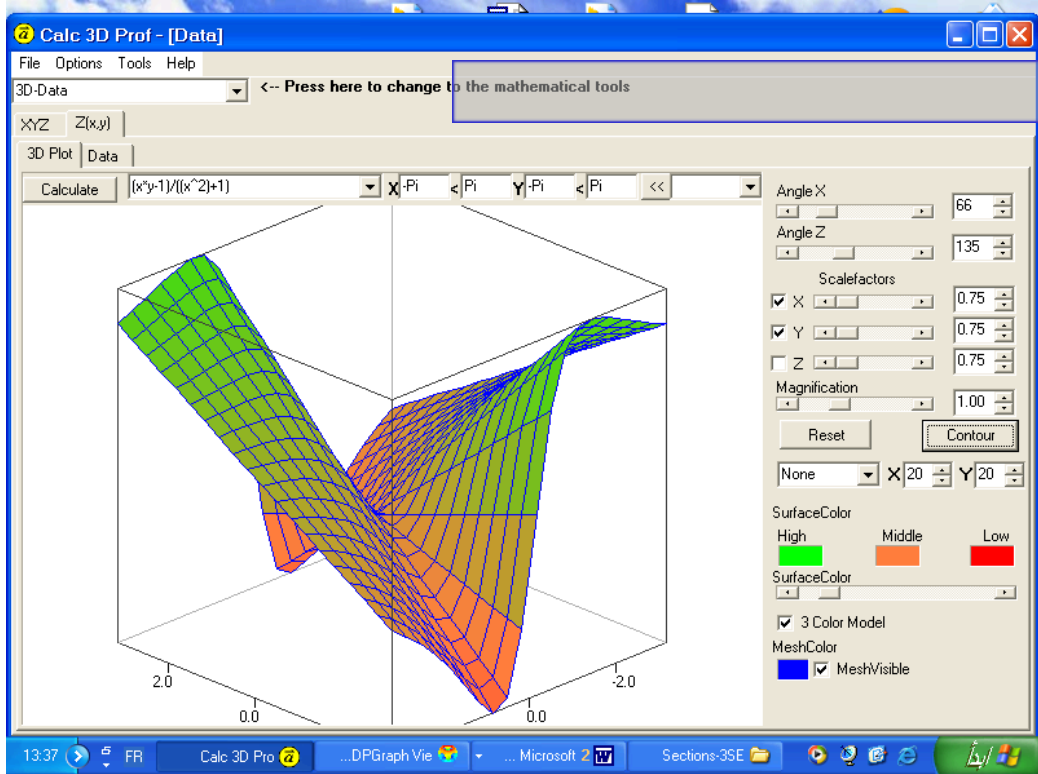 Calc 3D Prof - [Data]
File Options Tools Help
3D-Data
<-- Press here to change to the mathematical tools
XYZ Z(x,y)
3D Plot Data
Calculate (x*y-1)/((x^2)+1) X -Pi < Pi Y -Pi < Pi <<
Angle X
66
Angle Z
135
Scalefactors
X 0.75
Y 0.75
Z 0.75
Magnification
1.00
Reset Contour
None X 20 Y 20
SurfaceColor
High Middle Low
SurfaceColor
3 Color Model
MeshColor
MeshVisible
2.0 -2.0
0.0 0.0
13:37 FR Calc 3D Pro ...DPGraph Vie ... Microsoft 2 Sections-3SE ابدأ